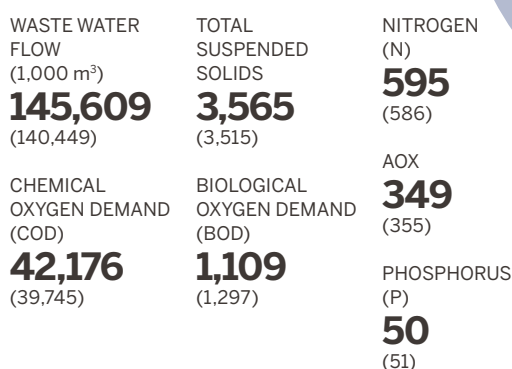 WASTE WATER
FLOW
(1,000 m³)
145,609
(140,449)
TOTAL
SUSPENDED
SOLIDS
3,565
(3,515)
NITROGEN
(N)
595
(586)
AOX
349
(355)
CHEMICAL
OXYGEN DEMAND
(COD)
42,176
(39,745)
BIOLOGICAL
OXYGEN DEMAND
(BOD)
1,109
(1,297)
PHOSPHORUS
(P)
50
(51)